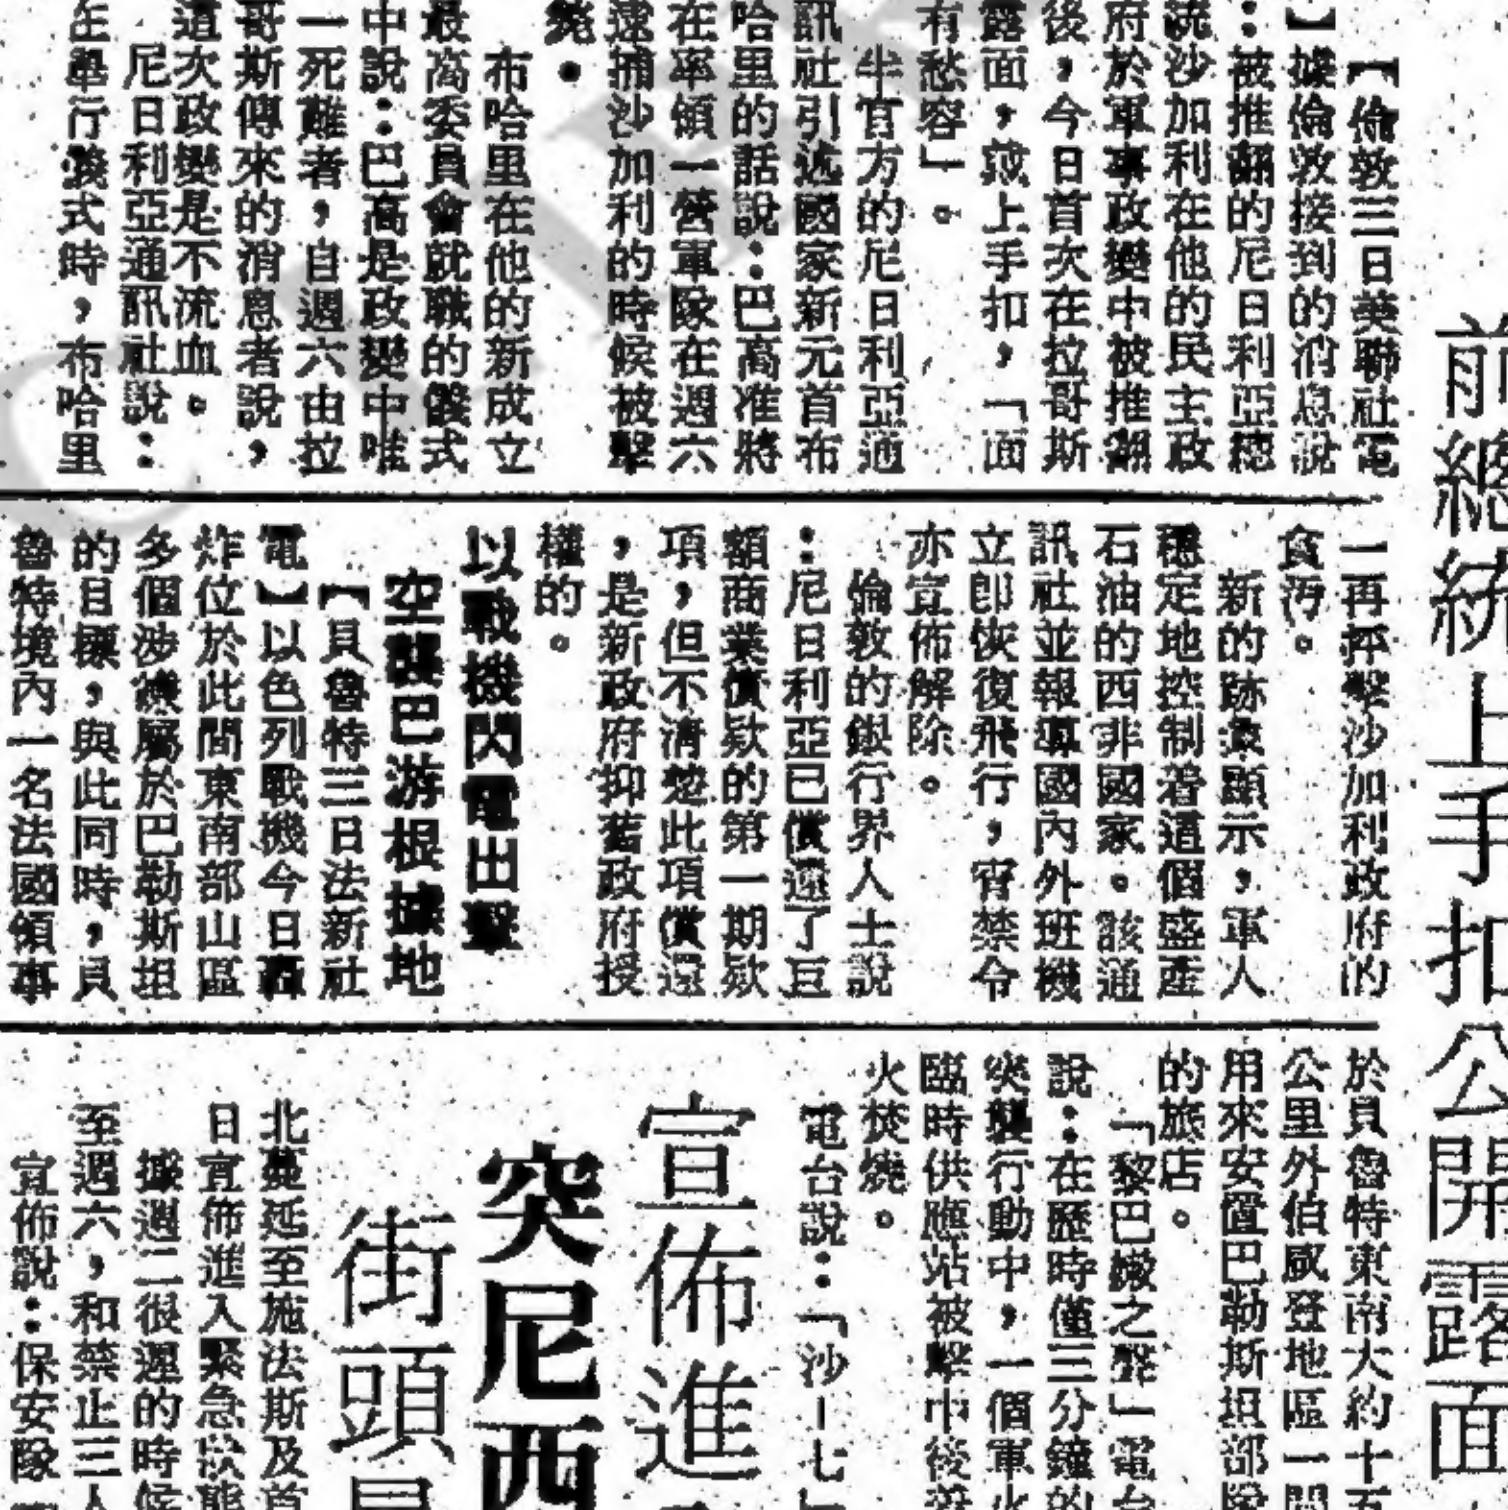 前總統上手扣公開露面
【倫敦三日英聯社電
】據倫敦接到的消息說
：被推翻的尼日利亞總
統沙加利在他的民主政
府於軍事政變中被推翻
後，今日首次在拉哥斯
露面，戴上手扣，「面
有愁容」。
半官方的尼日利亞通
訊社引述國家新元首布
哈里的話說：巴高准將
在率領一營軍隊在週六
逮捕沙加利的時候被擊
斃。
布哈里在他的新成立
最高委員會就職的儀式
中說：巴高是政變中唯
一死難者，自週六由拉
哥斯傳來的消息者說，
這次政變是不流血。
尼日利亞通訊社說：
在舉行儀式時，布哈里
一再抨擊沙加利政府的
貪污。
新的跡象顯示，軍人
穩定地控制着這個盛產
石油的西非國家。該通
訊社並報導國內外班機
立即恢復飛行，宵禁令
亦宣佈解除。
倫敦的銀行界人士說
：尼日利亞已償還了巨
額商業債欵的第一期欵
項，但不清楚此項償還
，是新政府抑舊政府授
權的。
以戰機閃電出擊
空襲巴游根據地
【貝魯特三日法新社
電】以色列戰機今日轟
炸位於此間東南部山區
多個涉嫌屬於巴勒斯坦
的目標，與此同時，貝
魯特境內一名法國領事
於貝魯特東南大約十五
公里外伯咸登地區一間
用來安置巴勒斯坦部隊
的旅店。
「黎巴嫩之聲」電台
說：在歷時僅三分鐘的
突襲行動中，一個軍火
臨時供應站被擊中後遊
火焚燒。
電台說：「沙－七
宣佈進
突尼西
街頭
北蔓延至施法斯及首
日宣佈進入緊急狀態
據週二很遲的時候
至週六，和禁止三人
宣佈說：保安隊